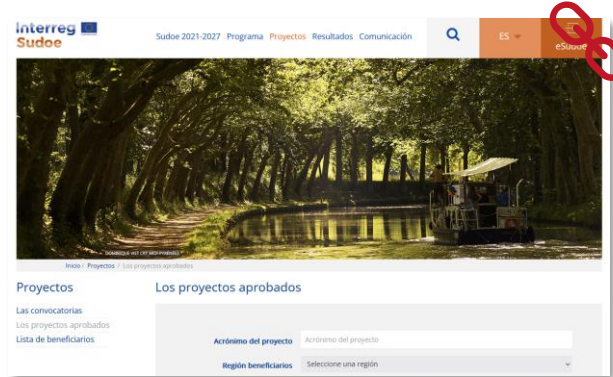 Interreg
Sudoe
Sudoe 2021-2027 Programa Proyectos Resultados Comunicación
ES
eSudoe
Inicio / Proyectos / Los proyectos aprobados
Proyectos
Los proyectos aprobados
Las convocatorias
Los proyectos aprobados
Lista de beneficiarios
Acrónimo del proyecto
Acrónimo del proyecto
Región beneficiarios
Seleccione una región